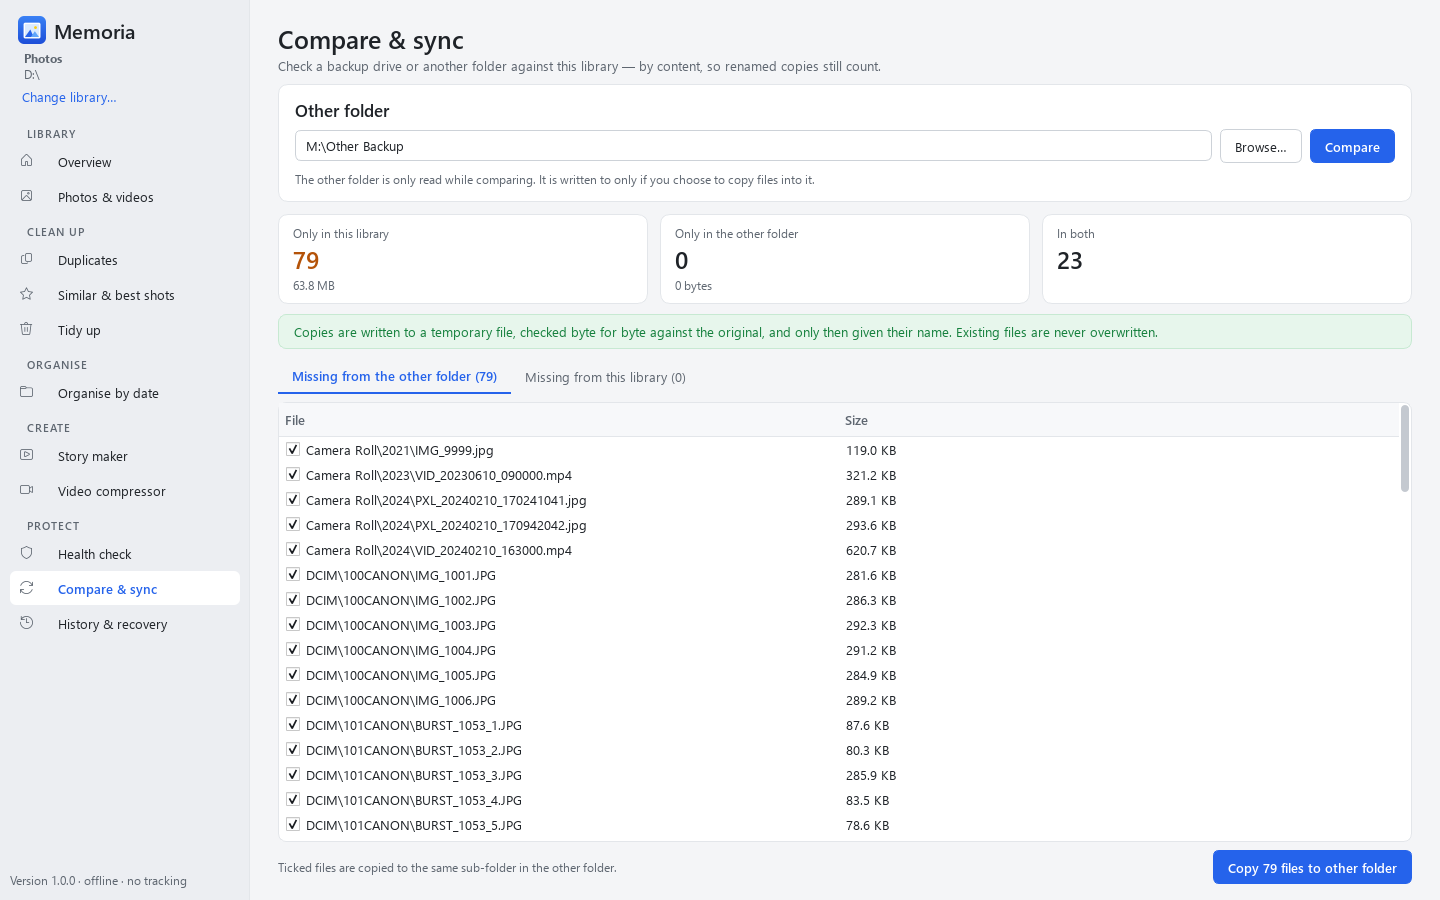 Memoria
Photos
D:\
Change library...
LIBRARY
Overview
Photos & videos
CLEAN UP
Duplicates
Similar & best shots
Tidy up
ORGANISE
Organise by date
CREATE
Story maker
Video compressor
PROTECT
Health check
Compare & sync
History & recovery
Version 1.0.0 · offline · no tracking
Compare & sync
Check a backup drive or another folder against this library — by content, so renamed copies still count.
Other folder
M:\Other Backup
Browse...
Compare
The other folder is only read while comparing. It is written to only if you choose to copy files into it.
Only in this library
79
63.8 MB
Only in the other folder
0
0 bytes
In both
23
Copies are written to a temporary file, checked byte for byte against the original, and only then given their name. Existing files are never overwritten.
Missing from the other folder (79)
Missing from this library (0)
File Size
Camera Roll\2021\IMG_9999.jpg 119.0 KB
Camera Roll\2023\VID_20230610_090000.mp4 321.2 KB
Camera Roll\2024\PXL_20240210_170241041.jpg 289.1 KB
Camera Roll\2024\PXL_20240210_170942042.jpg 293.6 KB
Camera Roll\2024\VID_20240210_163000.mp4 620.7 KB
DCIM\100CANON\IMG_1001.JPG 281.6 KB
DCIM\100CANON\IMG_1002.JPG 286.3 KB
DCIM\100CANON\IMG_1003.JPG 292.3 KB
DCIM\100CANON\IMG_1004.JPG 291.2 KB
DCIM\100CANON\IMG_1005.JPG 284.9 KB
DCIM\100CANON\IMG_1006.JPG 289.2 KB
DCIM\101CANON\BURST_1053_1.JPG 87.6 KB
DCIM\101CANON\BURST_1053_2.JPG 80.3 KB
DCIM\101CANON\BURST_1053_3.JPG 285.9 KB
DCIM\101CANON\BURST_1053_4.JPG 83.5 KB
DCIM\101CANON\BURST_1053_5.JPG 78.6 KB
Ticked files are copied to the same sub-folder in the other folder.
Copy 79 files to other folder